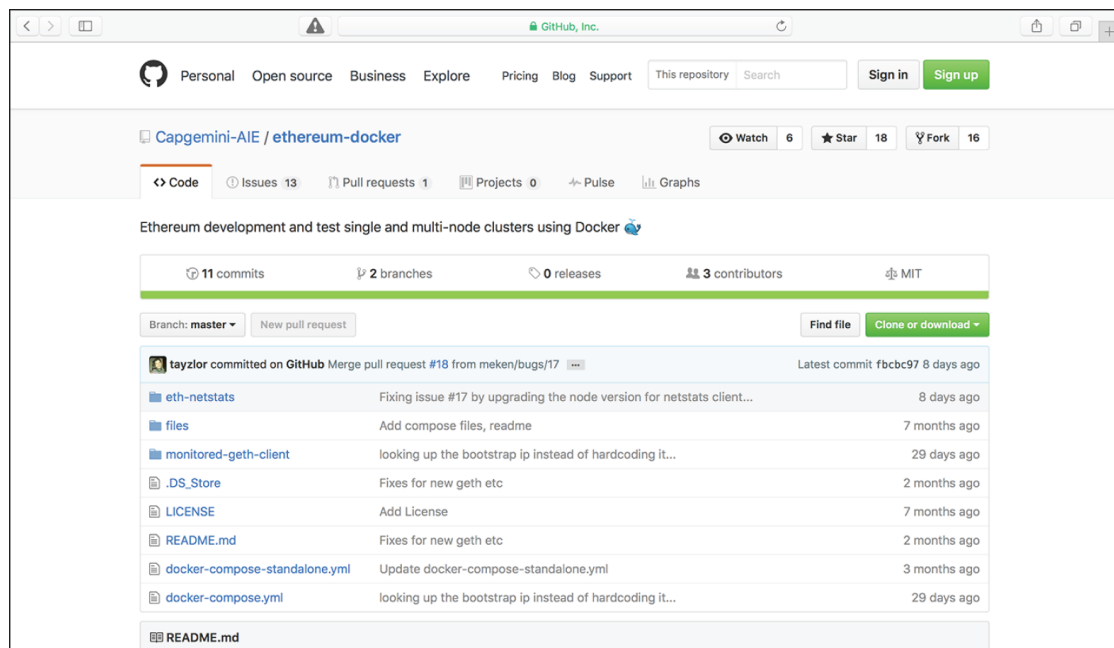 GitHub, Inc.
Personal Open source Business Explore Pricing Blog Support This repository Search Sign in Sign up
Capgemini-AIE / ethereum-docker Watch 6 Star 18 Fork 16
<> Code Issues 13 Pull requests 1 Projects 0 Pulse Graphs
Ethereum development and test single and multi-node clusters using Docker
11 commits 2 branches 0 releases 3 contributors MIT
Branch: master New pull request Find file Clone or download
tayzlor committed on GitHub Merge pull request #18 from meken/bugs/17 ... Latest commit fbcbc97 8 days ago
eth-netstats Fixing issue #17 by upgrading the node version for netstats client... 8 days ago
files Add compose files, readme 7 months ago
monitored-geth-client looking up the bootstrap ip instead of hardcoding it... 29 days ago
.DS_Store Fixes for new geth etc 2 months ago
LICENSE Add License 7 months ago
README.md Fixes for new geth etc 2 months ago
docker-compose-standalone.yml Update docker-compose-standalone.yml 3 months ago
docker-compose.yml looking up the bootstrap ip instead of hardcoding it... 29 days ago
README.md